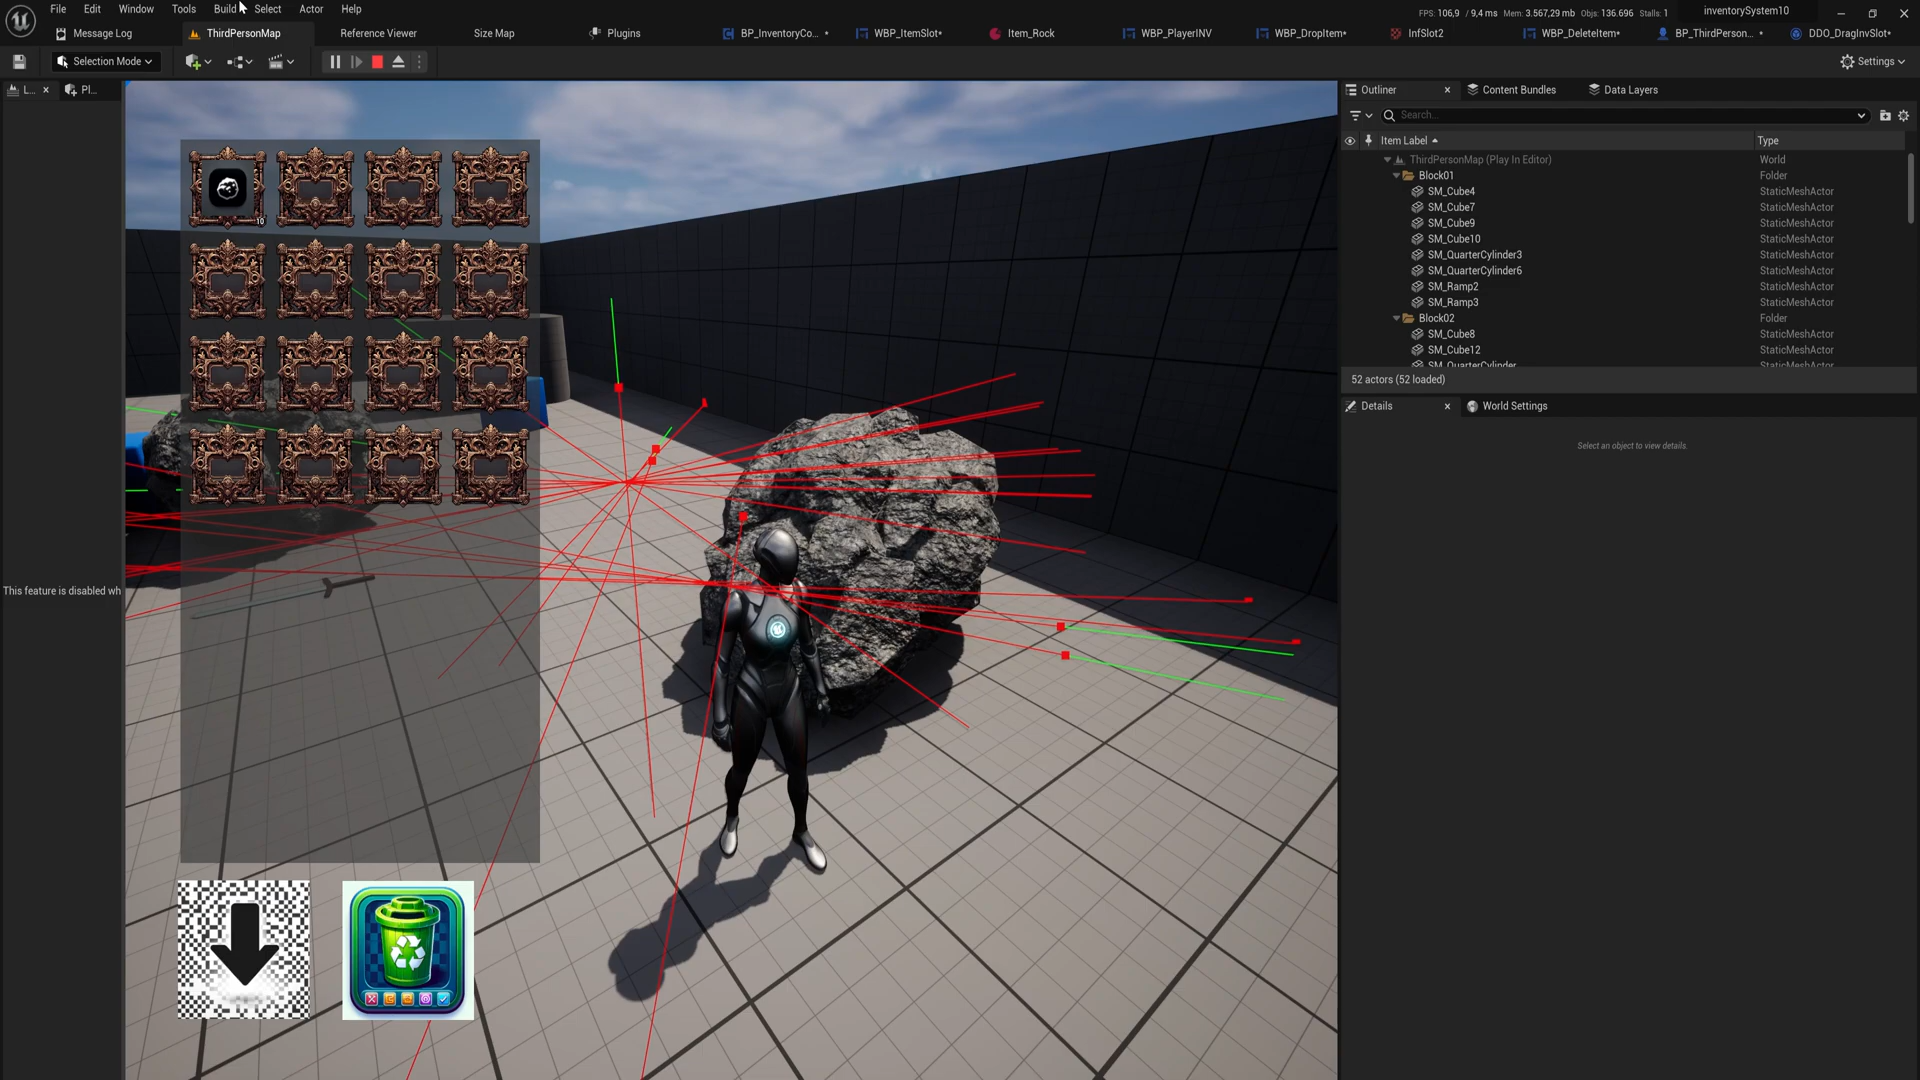 File Edit Window Tools Build Select Actor Help
FPS: 106,9 / 9,4 ms Mem: 3.567,29 mb Objs: 136.696 Stalls: 1
inventorySystem10
Message Log
ThirdPersonMap
Reference Viewer
Size Map
Plugins
BP_InventoryCo... •
WBP_ItemSlot•
Item_Rock
WBP_PlayerINV
WBP_DropItem•
InfSlot2
WBP_DeleteItem•
BP_ThirdPerson... •
DDO_DragInvSlot•
Selection Mode
Settings
L...
Pl...
Outliner
Content Bundles
Data Layers
Search...
Item Label
Type
ThirdPersonMap (Play In Editor) World
Block01 Folder
SM_Cube4 StaticMeshActor
SM_Cube7 StaticMeshActor
SM_Cube9 StaticMeshActor
SM_Cube10 StaticMeshActor
SM_QuarterCylinder3 StaticMeshActor
SM_QuarterCylinder6 StaticMeshActor
SM_Ramp2 StaticMeshActor
SM_Ramp3 StaticMeshActor
Block02 Folder
SM_Cube8 StaticMeshActor
SM_Cube12 StaticMeshActor
SM_QuarterCylinder StaticMeshActor
52 actors (52 loaded)
Details
World Settings
Select an object to view details.
10
This feature is disabled wh